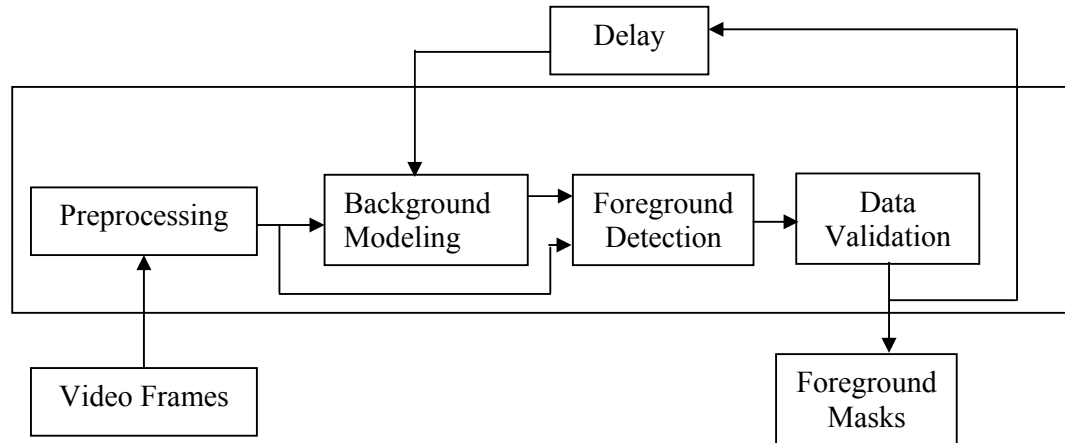 Delay
Preprocessing
Background
Modeling
Foreground
Detection
Data
Validation
Video Frames
Foreground
Masks